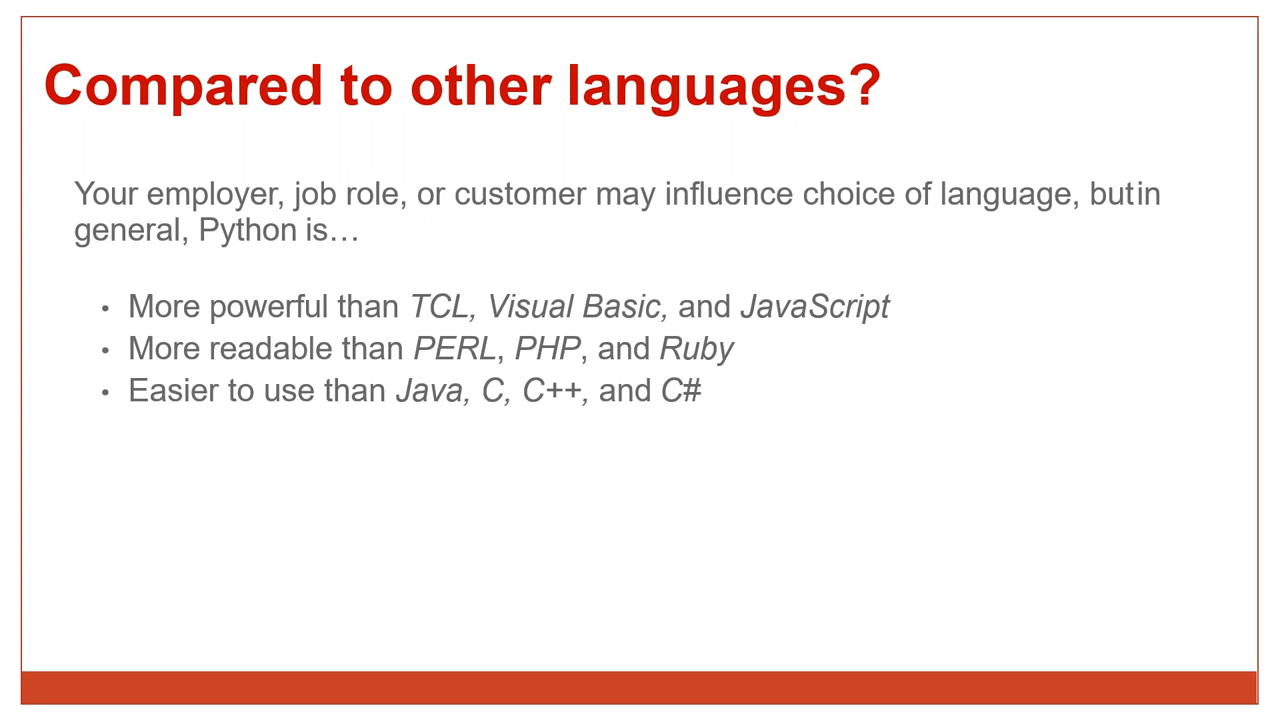 Compared to other languages?
Your employer, job role, or customer may influence choice of language, but in
general, Python is…
• More powerful than TCL, Visual Basic, and JavaScript
• More readable than PERL, PHP, and Ruby
• Easier to use than Java, C, C++, and C#